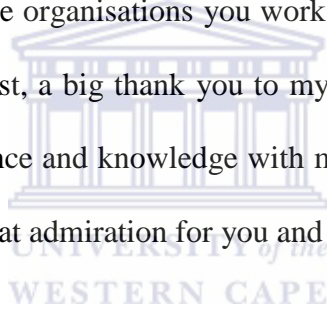 e organisations you work
st, a big thank you to my
nce and knowledge with m
at admiration for you and
UNIVERSITY of the
WESTERN CAPE